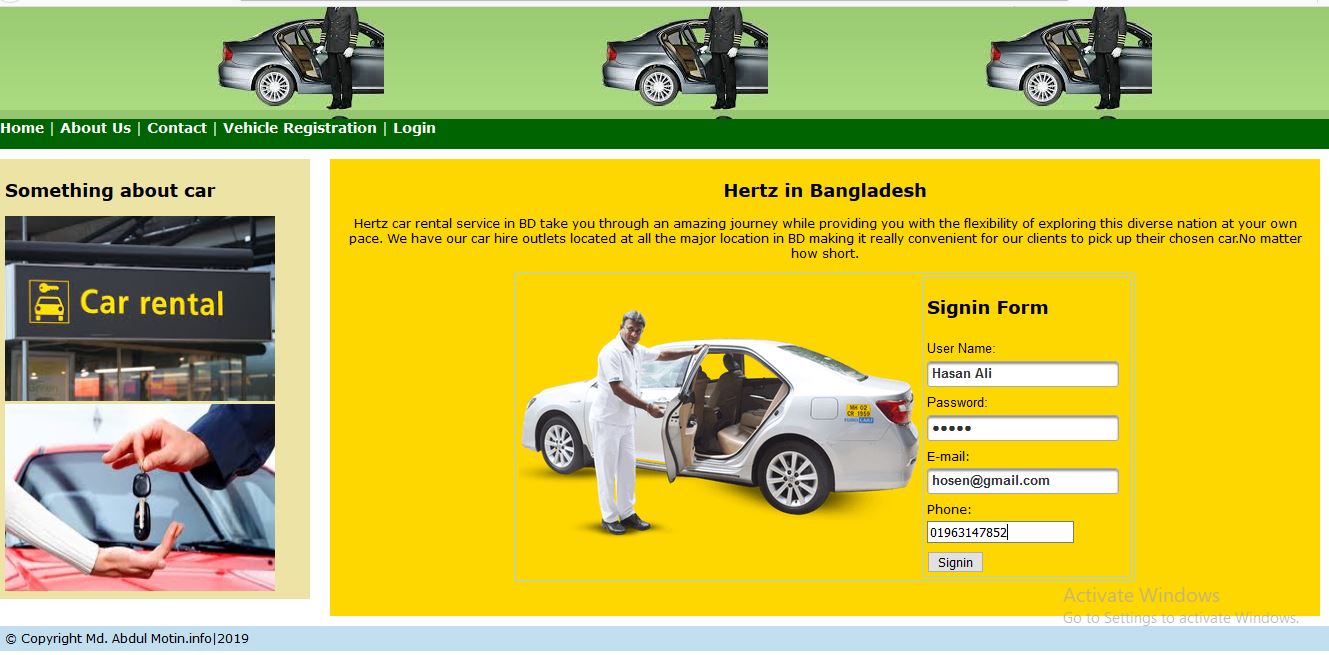 Home | About Us | Contact | Vehicle Registration | Login
Something about car
Car rental
Hertz in Bangladesh
Hertz car rental service in BD take you through an amazing journey while providing you with the flexibility of exploring this diverse nation at your own
pace. We have our car hire outlets located at all the major location in BD making it really convenient for our clients to pick up their chosen car.No matter
how short.
MH 02
CR 1959
Signin Form
User Name:
Hasan Ali
Password:
●●●●●
E-mail:
hosen@gmail.com
Phone:
01963147852
Signin
Activate Windows
Go to Settings to activate Windows.
© Copyright Md. Abdul Motin.info|2019